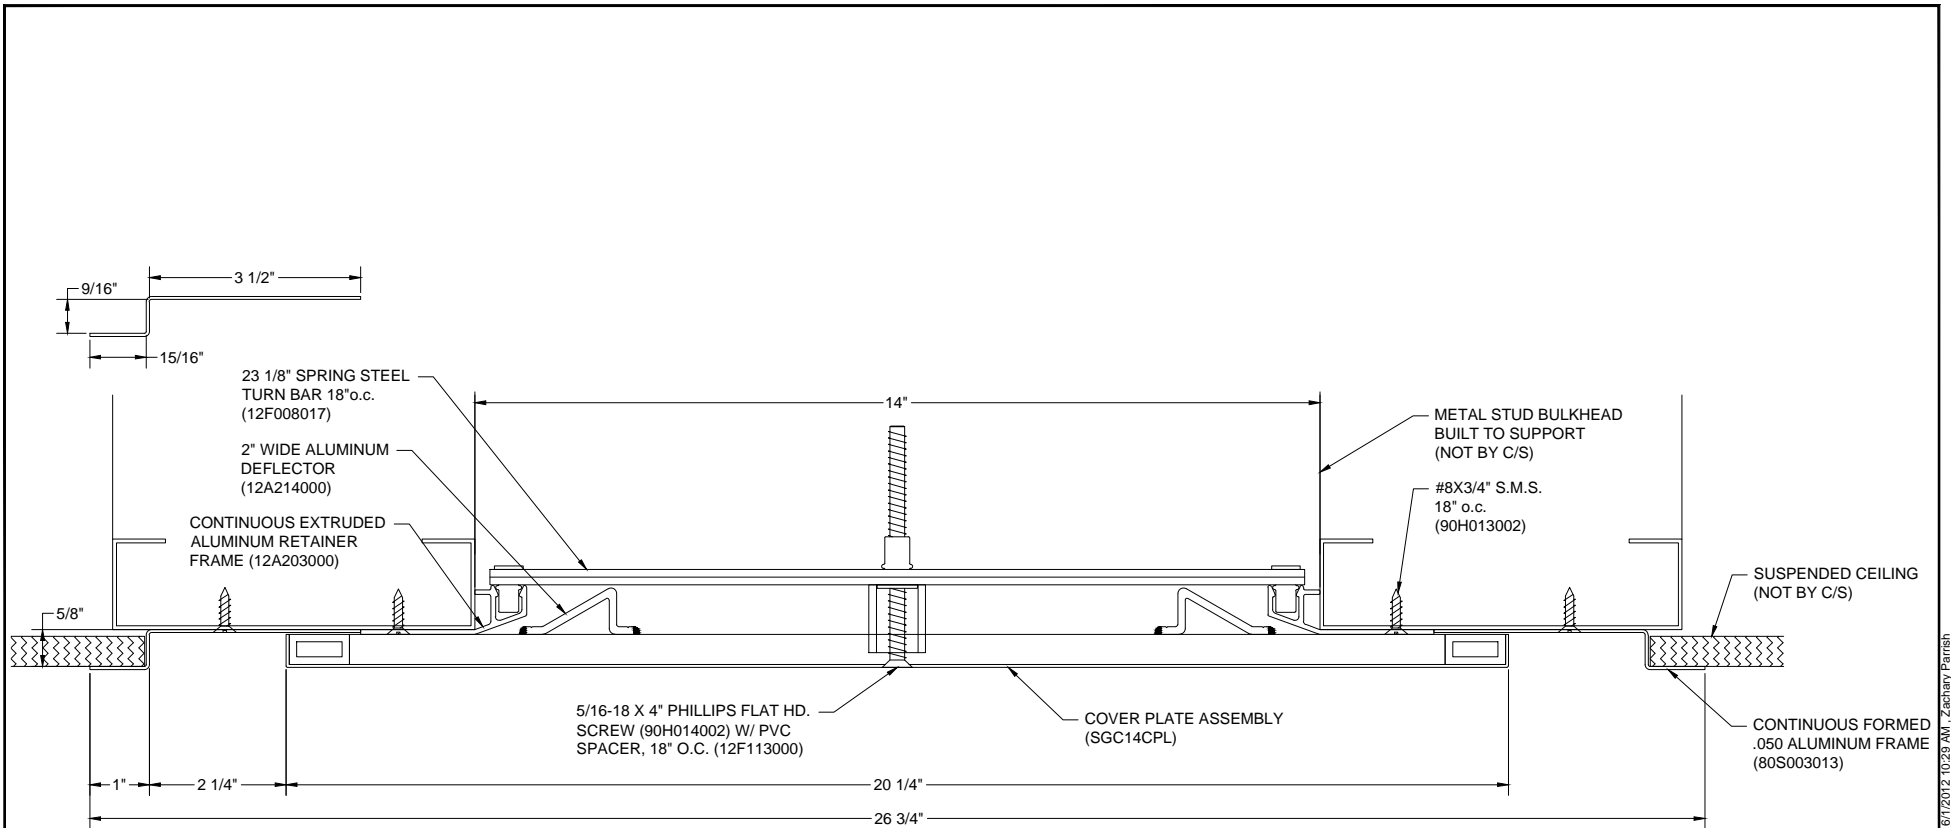 3 1/2"
9/16"
15/16"
23 1/8" SPRING STEEL
TURN BAR 18"o.c.
(12F008017)
14"
METAL STUD BULKHEAD
BUILT TO SUPPORT
(NOT BY C/S)
2" WIDE ALUMINUM
DEFLECTOR
(12A214000)
#8X3/4" S.M.S.
18" o.c.
(90H013002)
CONTINUOUS EXTRUDED
ALUMINUM RETAINER
FRAME (12A203000)
SUSPENDED CEILING
(NOT BY C/S)
5/8"
5/16-18 X 4" PHILLIPS FLAT HD.
SCREW (90H014002) W/ PVC
SPACER, 18" O.C. (12F113000)
COVER PLATE ASSEMBLY
(SGC14CPL)
CONTINUOUS FORMED
.050 ALUMINUM FRAME
(80S003013)
1"
2 1/4"
20 1/4"
26 3/4"
6/1/2012 10:29 AM , Zachary Parrish